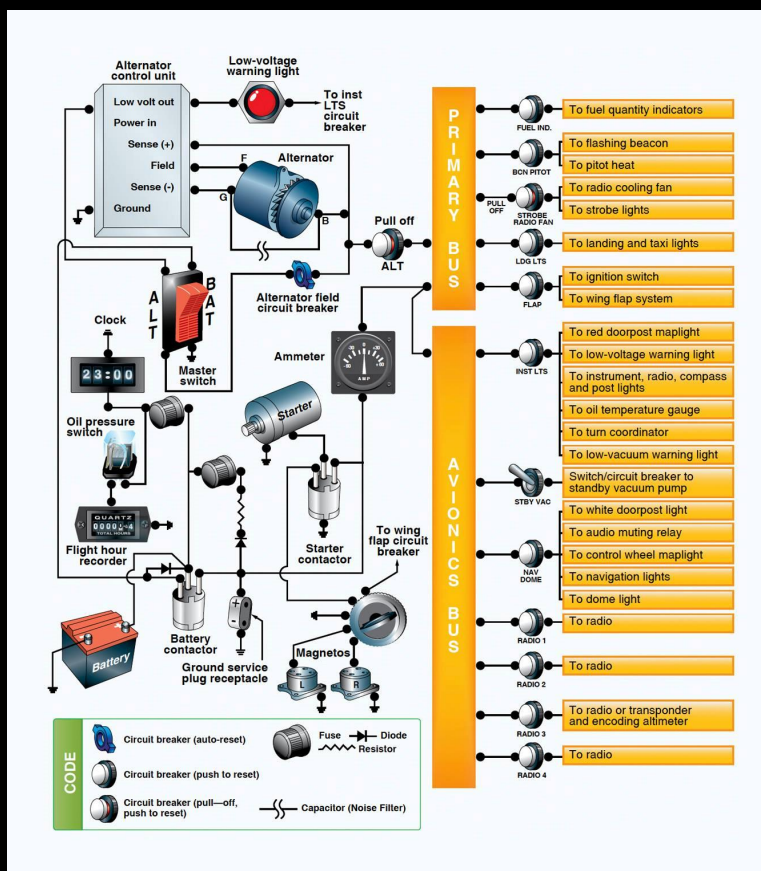 Alternator
control unit
Low volt out
Power in
Sense (+)
Field
Sense (-)
Ground
Low-voltage
warning light
To inst
LTS
circuit
breaker
F
Alternator
G
B
Pull off
ALT
Alternator field
circuit breaker
ALT
BAT
Master
switch
Clock
23:00
Oil pressure
switch
QUARTZ
TOTAL HOURS
Flight hour
recorder
Ammeter
AMP
Starter
Starter
contactor
To wing
flap circuit
breaker
Battery
Battery
contactor
Ground service
plug receptacle
Magnetos
L
R
PRIMARY BUS
FUEL IND.
To fuel quantity indicators
BCN PITOT
To flashing beacon
To pitot heat
PULL
OFF
STROBE
RADIO FAN
To radio cooling fan
To strobe lights
LDG LTS
To landing and taxi lights
FLAP
To ignition switch
To wing flap system
AVIONICS BUS
INST LTS
To red doorpost maplight
To low-voltage warning light
To instrument, radio, compass
and post lights
To oil temperature gauge
To turn coordinator
To low-vacuum warning light
STBY VAC
Switch/circuit breaker to
standby vacuum pump
NAV
DOME
To white doorpost light
To audio muting relay
To control wheel maplight
To navigation lights
To dome light
RADIO 1
To radio
RADIO 2
To radio
RADIO 3
To radio or transponder
and encoding altimeter
RADIO 4
To radio
CODE
Circuit breaker (auto-reset)
Circuit breaker (push to reset)
Circuit breaker (pull—off,
push to reset)
Fuse
Diode
Resistor
Capacitor (Noise Filter)